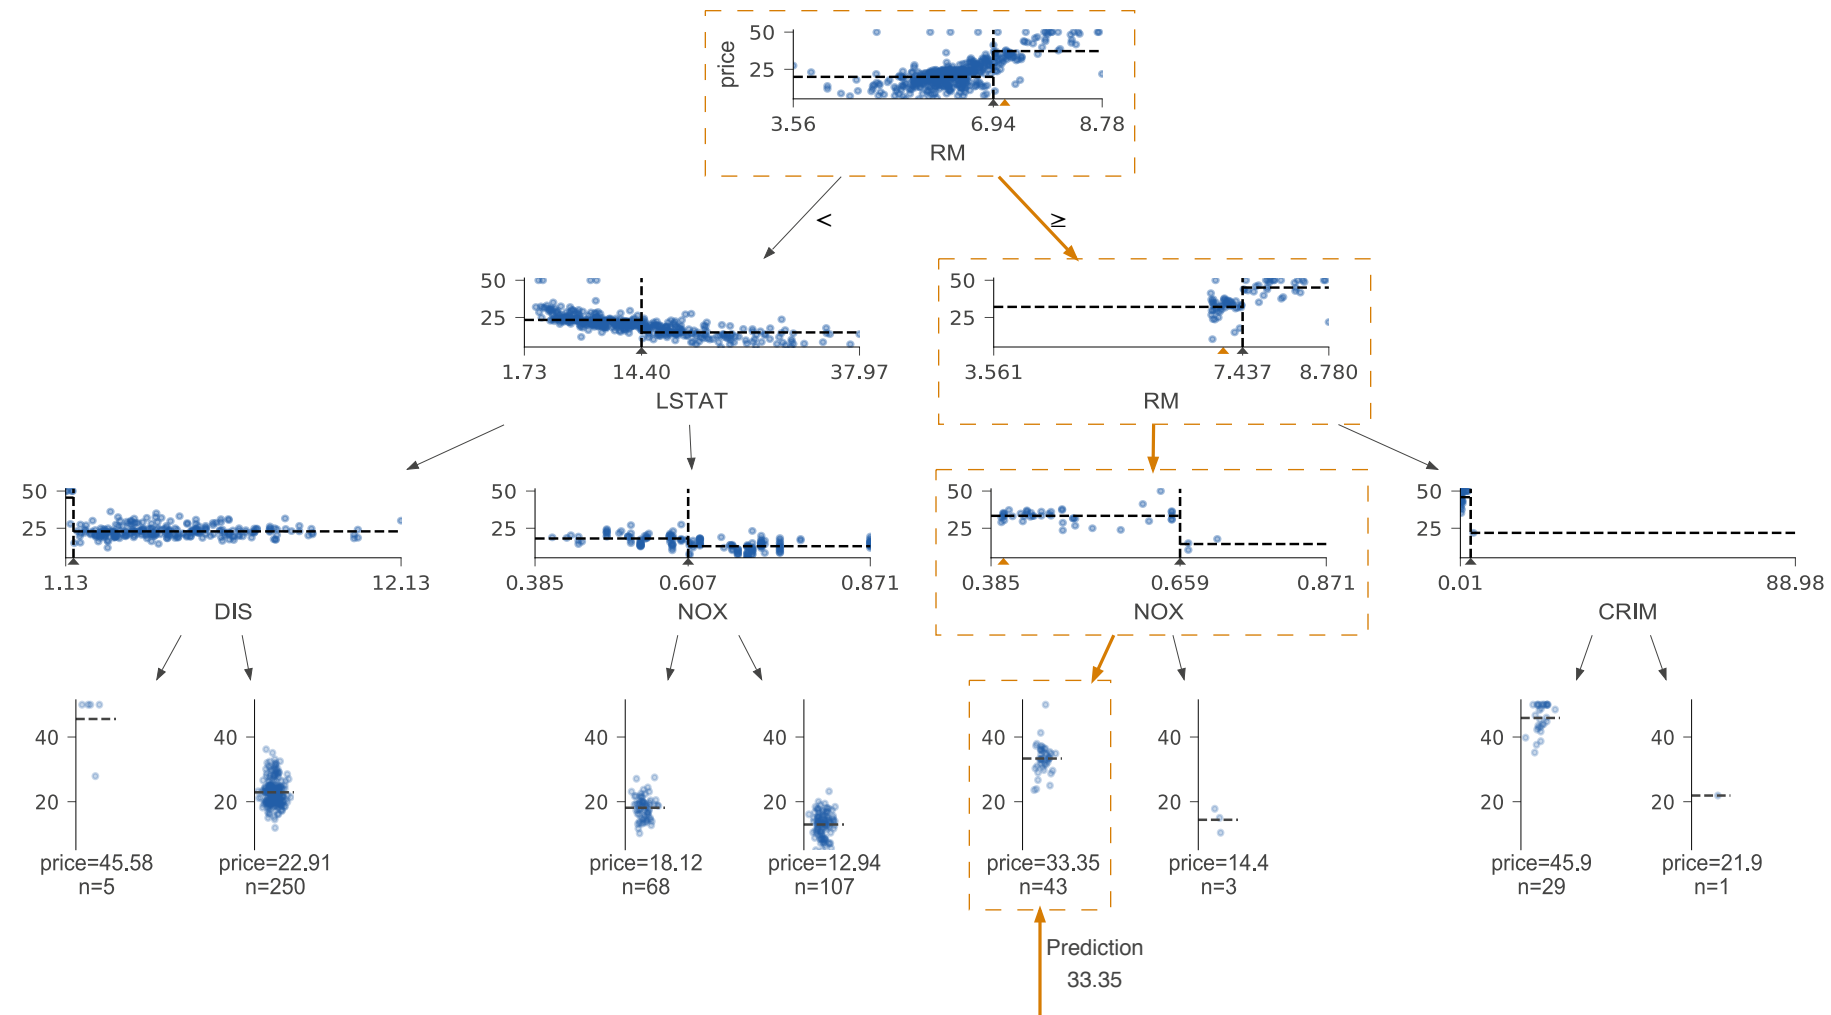 price
50
25
3.56 6.94 8.78
RM
< ≥
50
25
1.73 14.40 37.97
LSTAT
50
25
3.561 7.437 8.780
RM
50
25
1.13 12.13
DIS
50
25
0.385 0.607 0.871
NOX
50
25
0.385 0.659 0.871
NOX
50
25
0.01 88.98
CRIM
40
20
price=45.58
n=5
40
20
price=22.91
n=250
40
20
price=18.12
n=68
40
20
price=12.94
n=107
40
20
price=33.35
n=43
40
20
price=14.4
n=3
40
20
price=45.9
n=29
40
20
price=21.9
n=1
Prediction
33.35